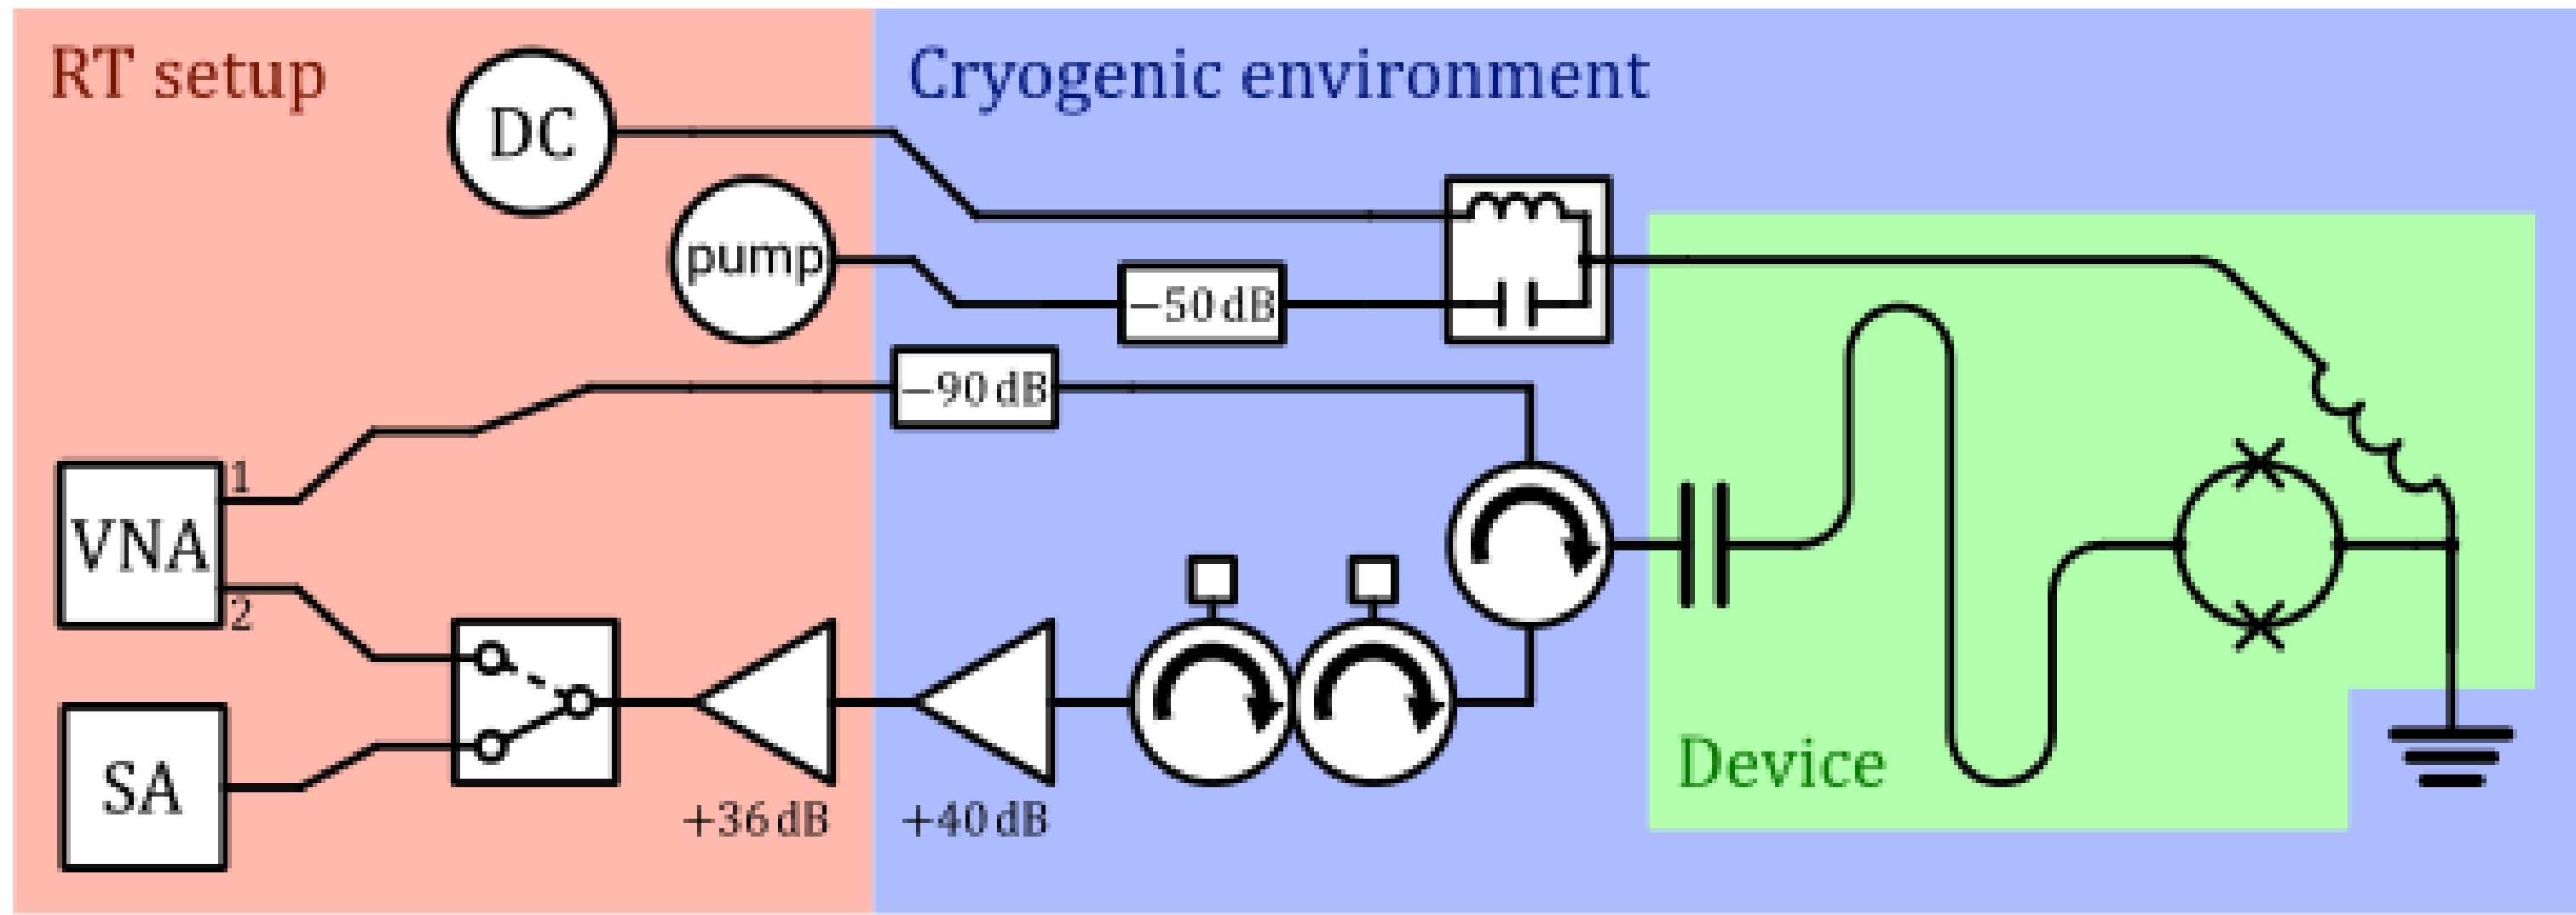 RT setup
Cryogenic environment
DC
pump
−50 dB
−90 dB
1
VNA
2
SA
Device
+36 dB
+40 dB